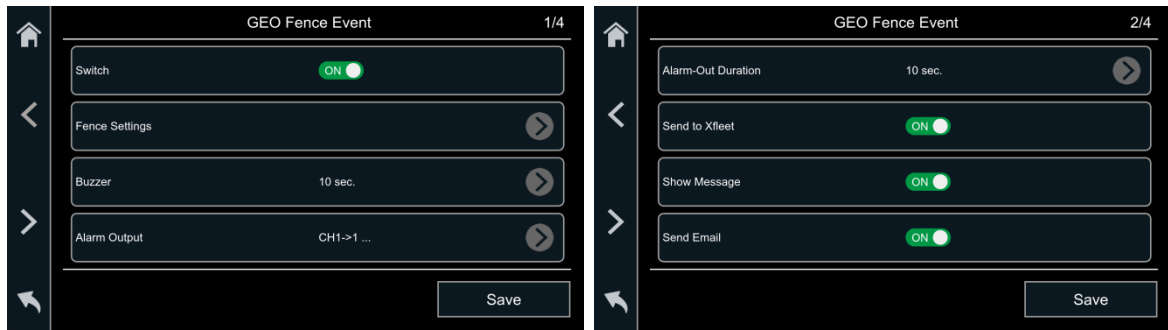 GEO Fence Event 1/4
Switch ON
Fence Settings
Buzzer 10 sec.
Alarm Output CH1->1 ...
Save
GEO Fence Event 2/4
Alarm-Out Duration 10 sec.
Send to Xfleet ON
Show Message ON
Send Email ON
Save